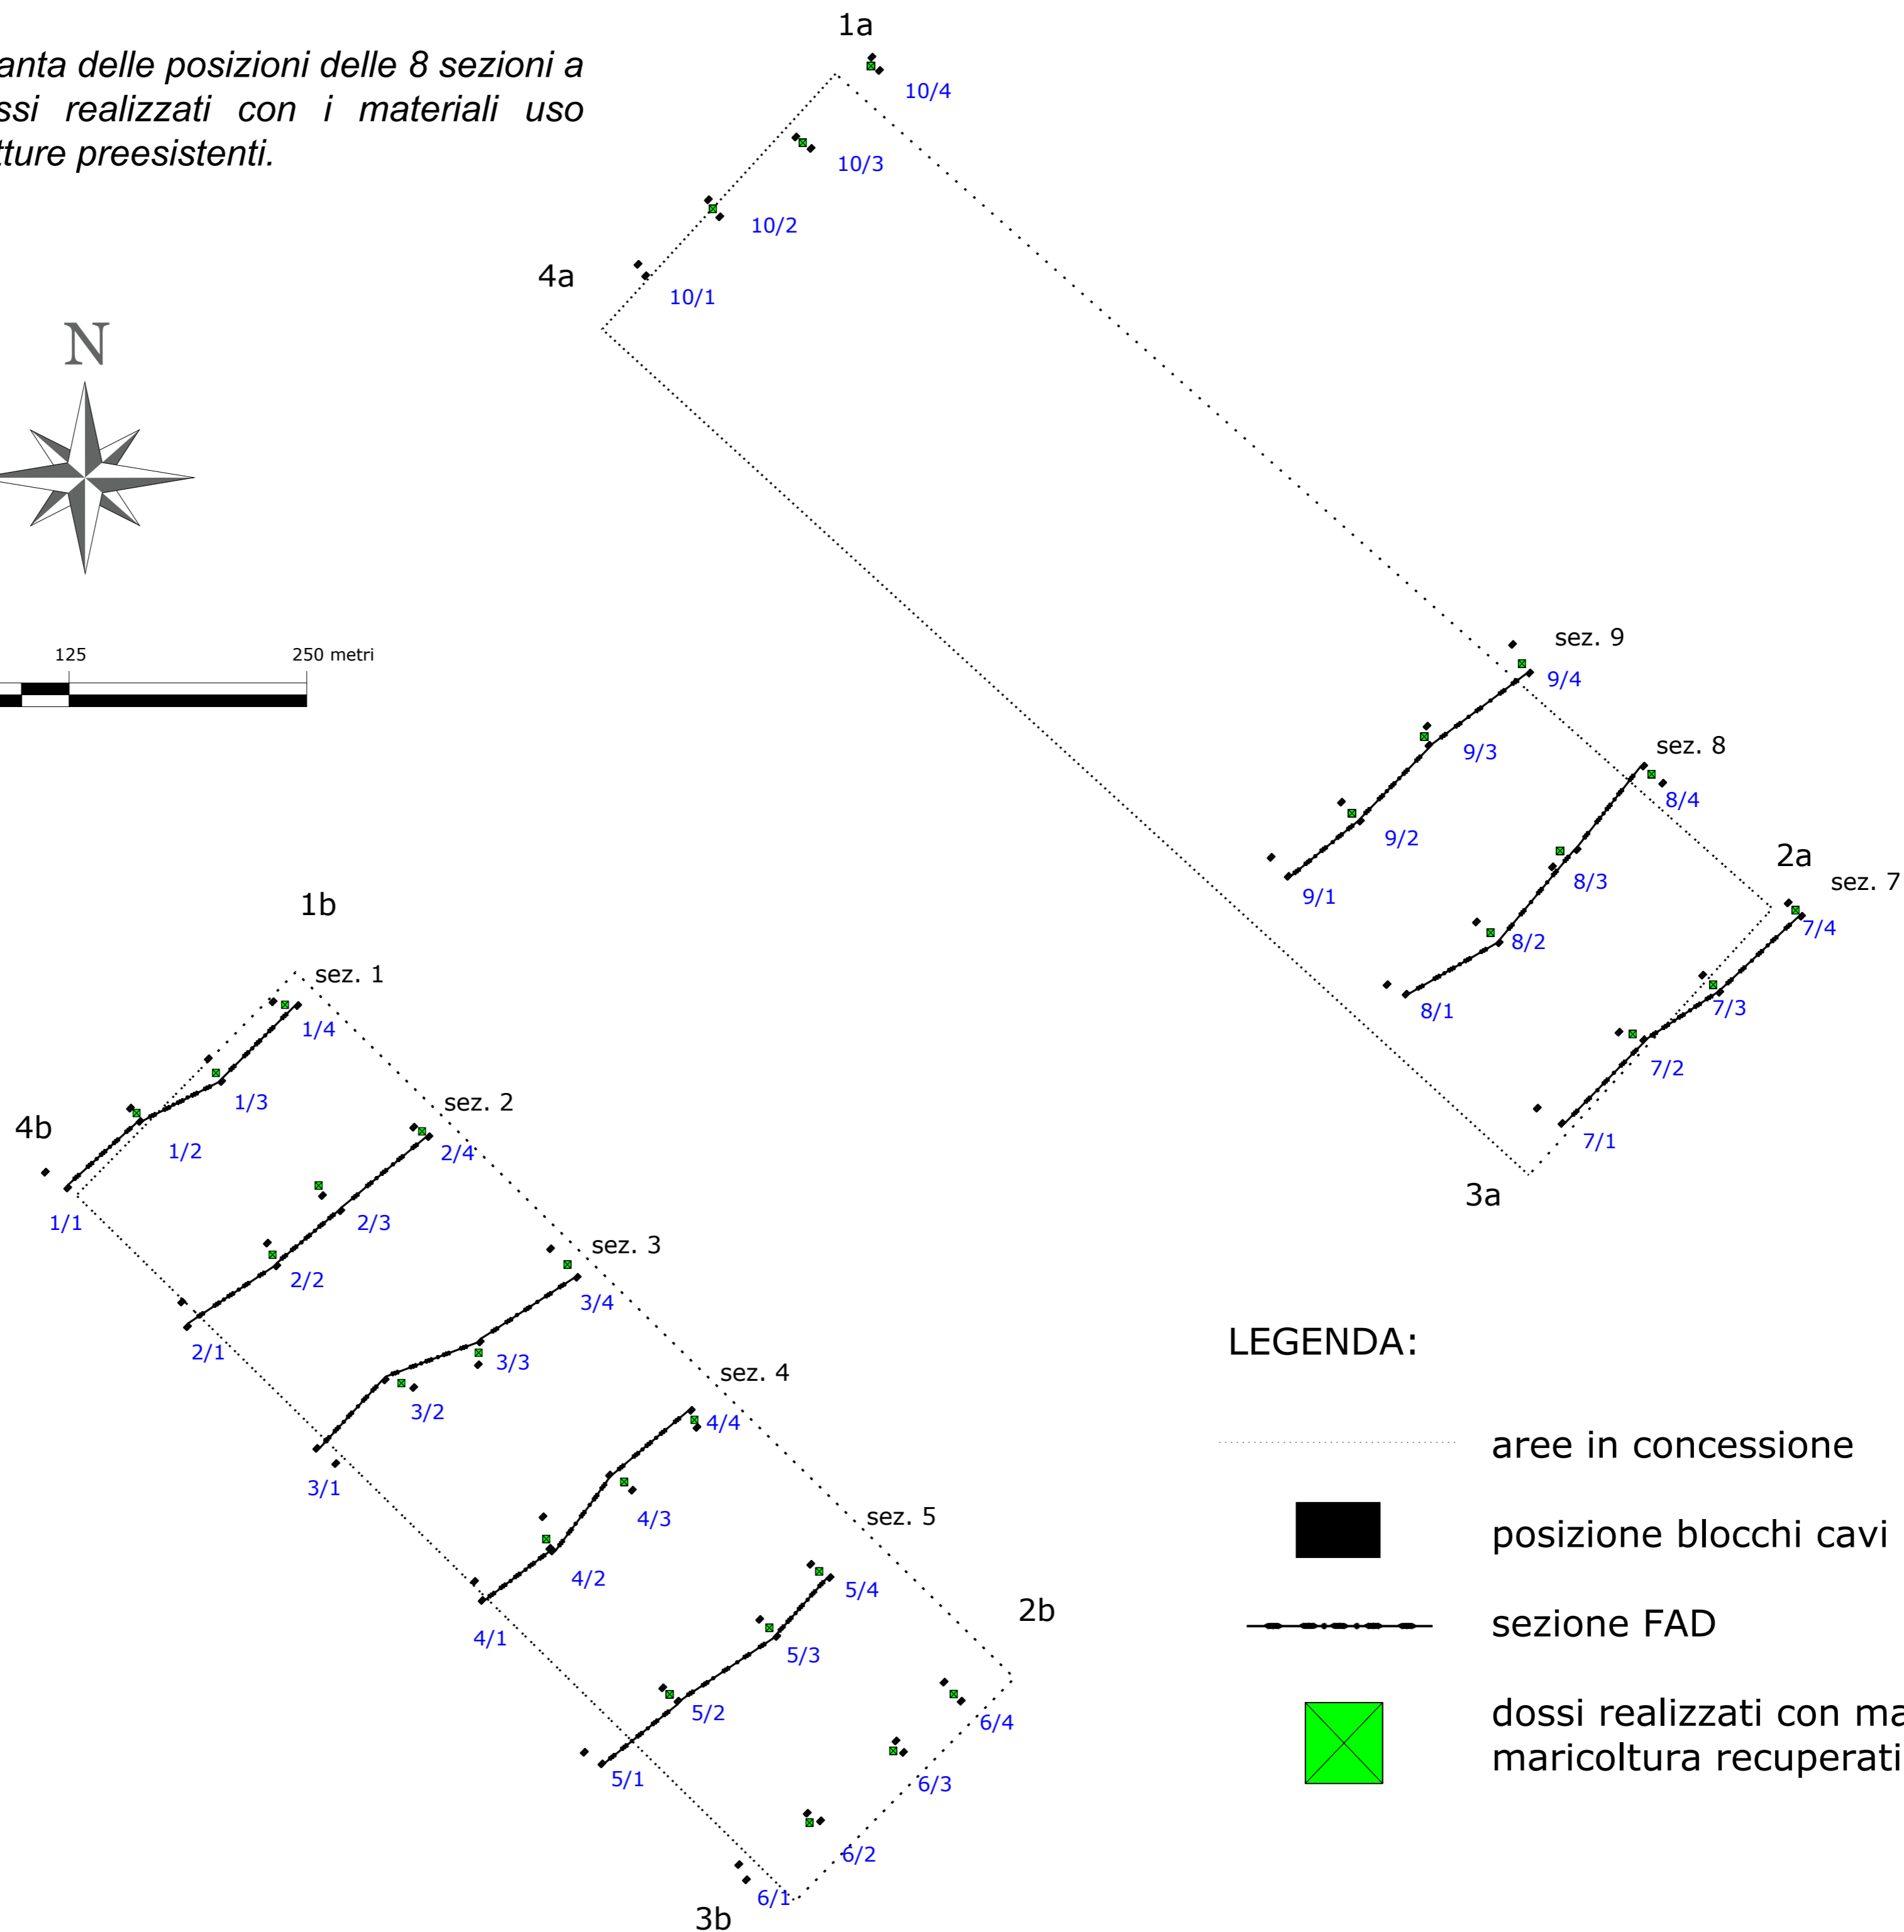 anta delle posizioni delle 8 sezioni a
ssi realizzati con i materiali uso
tture preesistenti.
N
125 250 metri
1a
10/4
10/3
10/2
4a
10/1
sez. 9
9/4
9/3
sez. 8
8/4
9/2
2a
sez. 7
8/3
9/1
7/4
8/2
8/1
7/3
7/2
7/1
3a
1b
sez. 1
1/4
1/3
sez. 2
4b
1/2
2/4
1/1
2/3
sez. 3
2/2
3/4
2/1
3/3
sez. 4
3/2
4/4
3/1
4/3
sez. 5
4/2
5/4
2b
4/1
5/3
5/2
6/4
5/1
6/3
6/2
6/1
3b
LEGENDA:
aree in concessione
posizione blocchi cavi
sezione FAD
dossi realizzati con ma
maricoltura recuperati